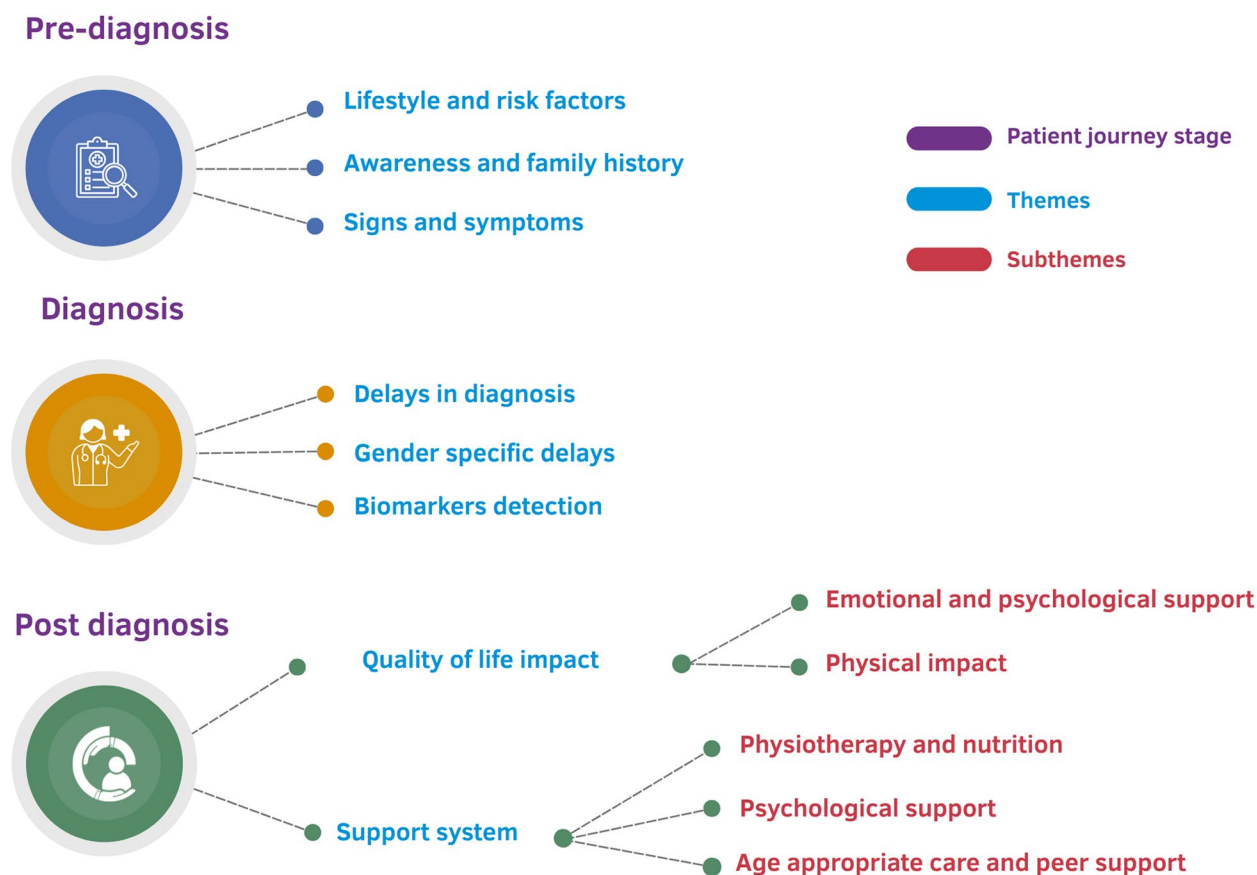 Pre-diagnosis
Lifestyle and risk factors
Awareness and family history
Signs and symptoms
Patient journey stage
Themes
Subthemes
Diagnosis
Delays in diagnosis
Gender specific delays
Biomarkers detection
Post diagnosis
Quality of life impact
Emotional and psychological support
Physical impact
Support system
Physiotherapy and nutrition
Psychological support
Age appropriate care and peer support